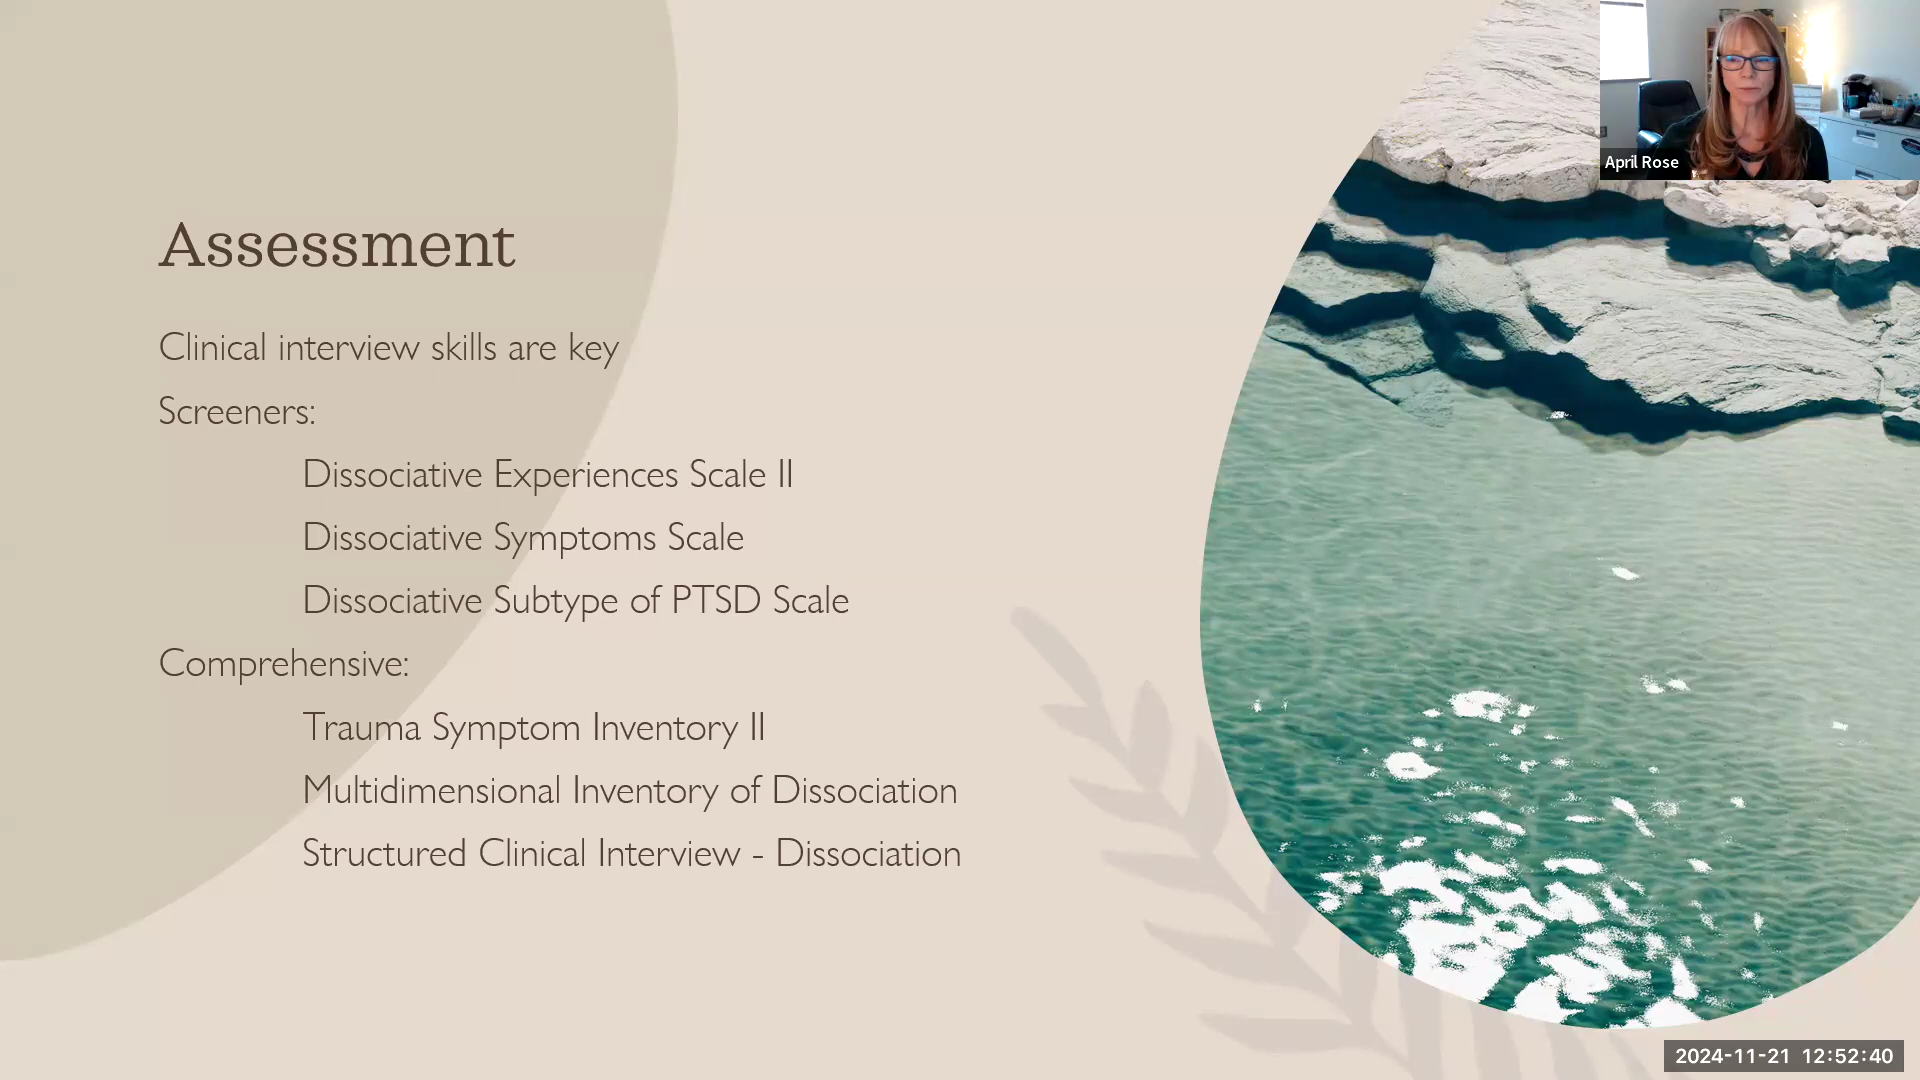 Assessment
Clinical interview skills are key
Screeners:
Dissociative Experiences Scale II
Dissociative Symptoms Scale
Dissociative Subtype of PTSD Scale
Comprehensive:
Trauma Symptom Inventory II
Multidimensional Inventory of Dissociation
Structured Clinical Interview - Dissociation
April Rose
2024-11-21 12:52:40